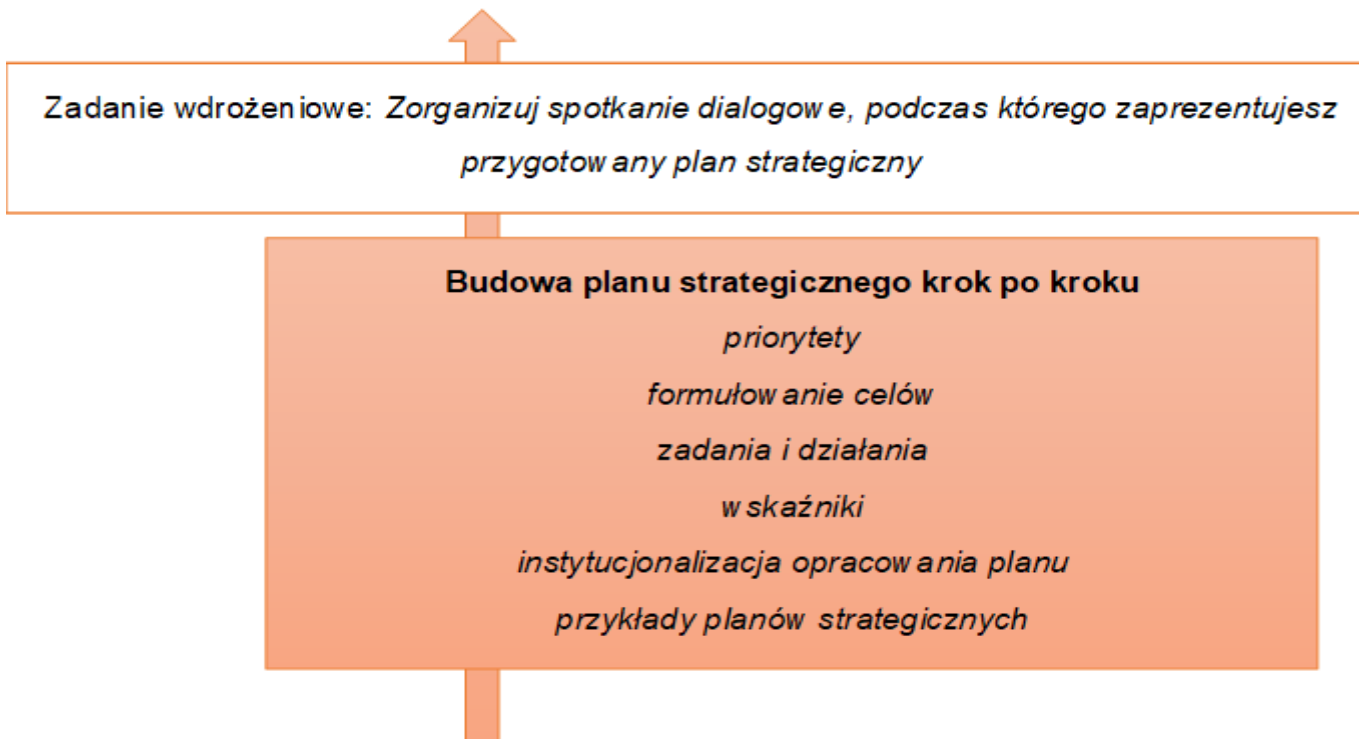 Zadanie wdrożeniowe: Zorganizuj spotkanie dialogowe, podczas którego zaprezentujesz
przygotowany plan strategiczny
Budowa planu strategicznego krok po kroku
priorytety
formułowanie celów
zadania i działania
wskaźniki
instytucjonalizacja opracowania planu
przykłady planów strategicznych